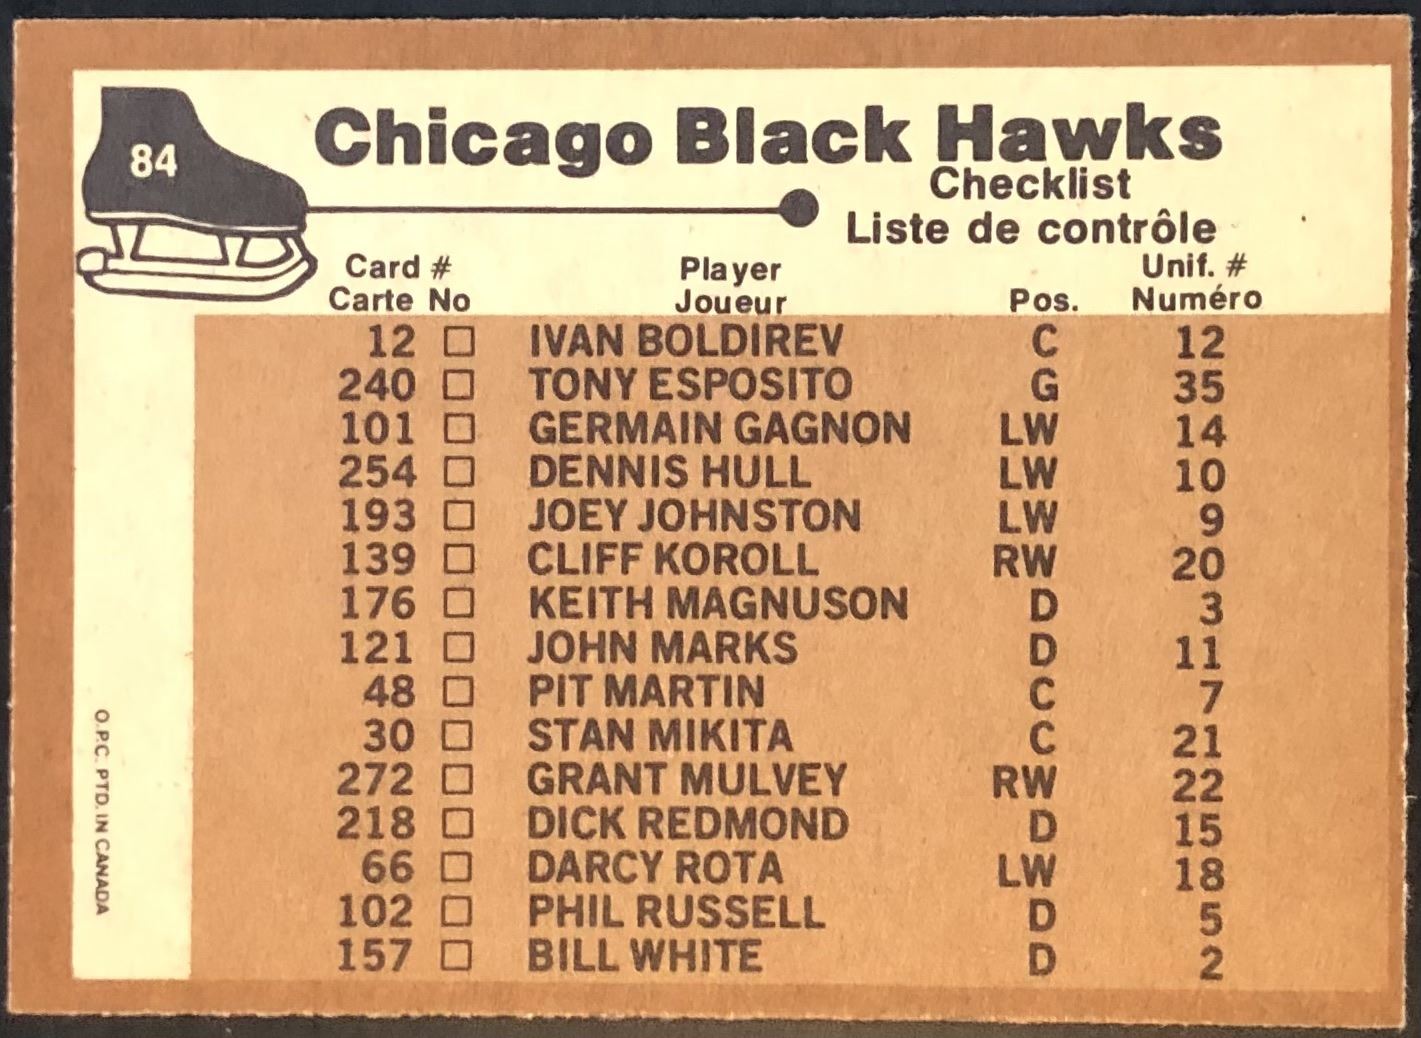 84
Chicago Black Hawks
Checklist
Liste de contrôle
Card # Player Unif. #
Carte No Joueur Pos. Numéro
12 IVAN BOLDIREV C 12
240 TONY ESPOSITO G 35
101 GERMAIN GAGNON LW 14
254 DENNIS HULL LW 10
193 JOEY JOHNSTON LW 9
139 CLIFF KOROLL RW 20
176 KEITH MAGNUSON D 3
121 JOHN MARKS D 11
48 PIT MARTIN C 7
30 STAN MIKITA C 21
272 GRANT MULVEY RW 22
218 DICK REDMOND D 15
66 DARCY ROTA LW 18
102 PHIL RUSSELL D 5
157 BILL WHITE D 2
O.P.C. PTD. IN CANADA